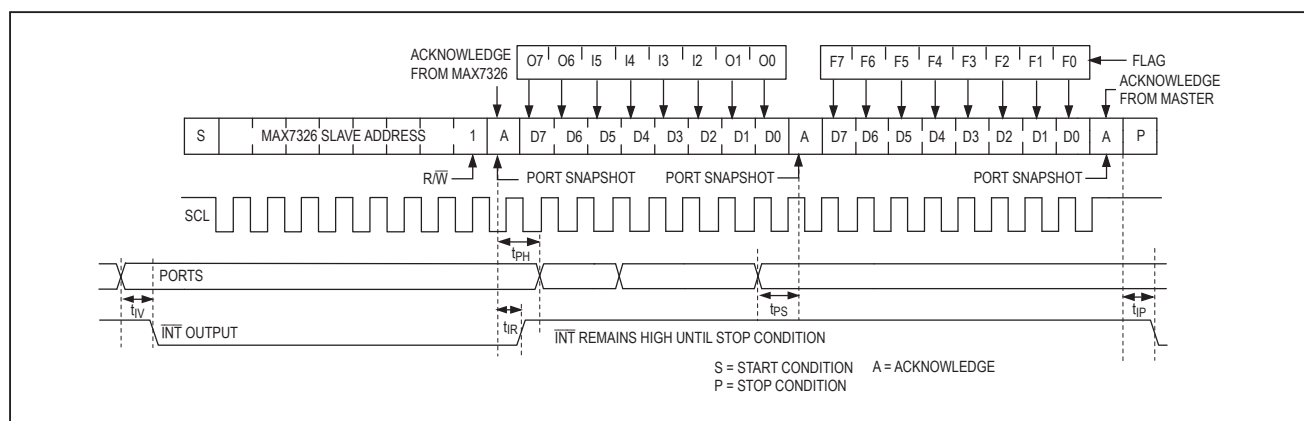 ACKNOWLEDGE
FROM MAX7326
O7 O6 I5 I4 I3 I2 O1 O0
F7 F6 F5 F4 F3 F2 F1 F0
FLAG
ACKNOWLEDGE
FROM MASTER
S MAX7326 SLAVE ADDRESS 1 A D7 D6 D5 D4 D3 D2 D1 D0 A D7 D6 D5 D4 D3 D2 D1 D0 A P
R/W̅
PORT SNAPSHOT
PORT SNAPSHOT
PORT SNAPSHOT
SCL
tPH
PORTS
tIV
tIR
tPS
tIP
I̅N̅T̅ OUTPUT
I̅N̅T̅ REMAINS HIGH UNTIL STOP CONDITION
S = START CONDITION A = ACKNOWLEDGE
P = STOP CONDITION